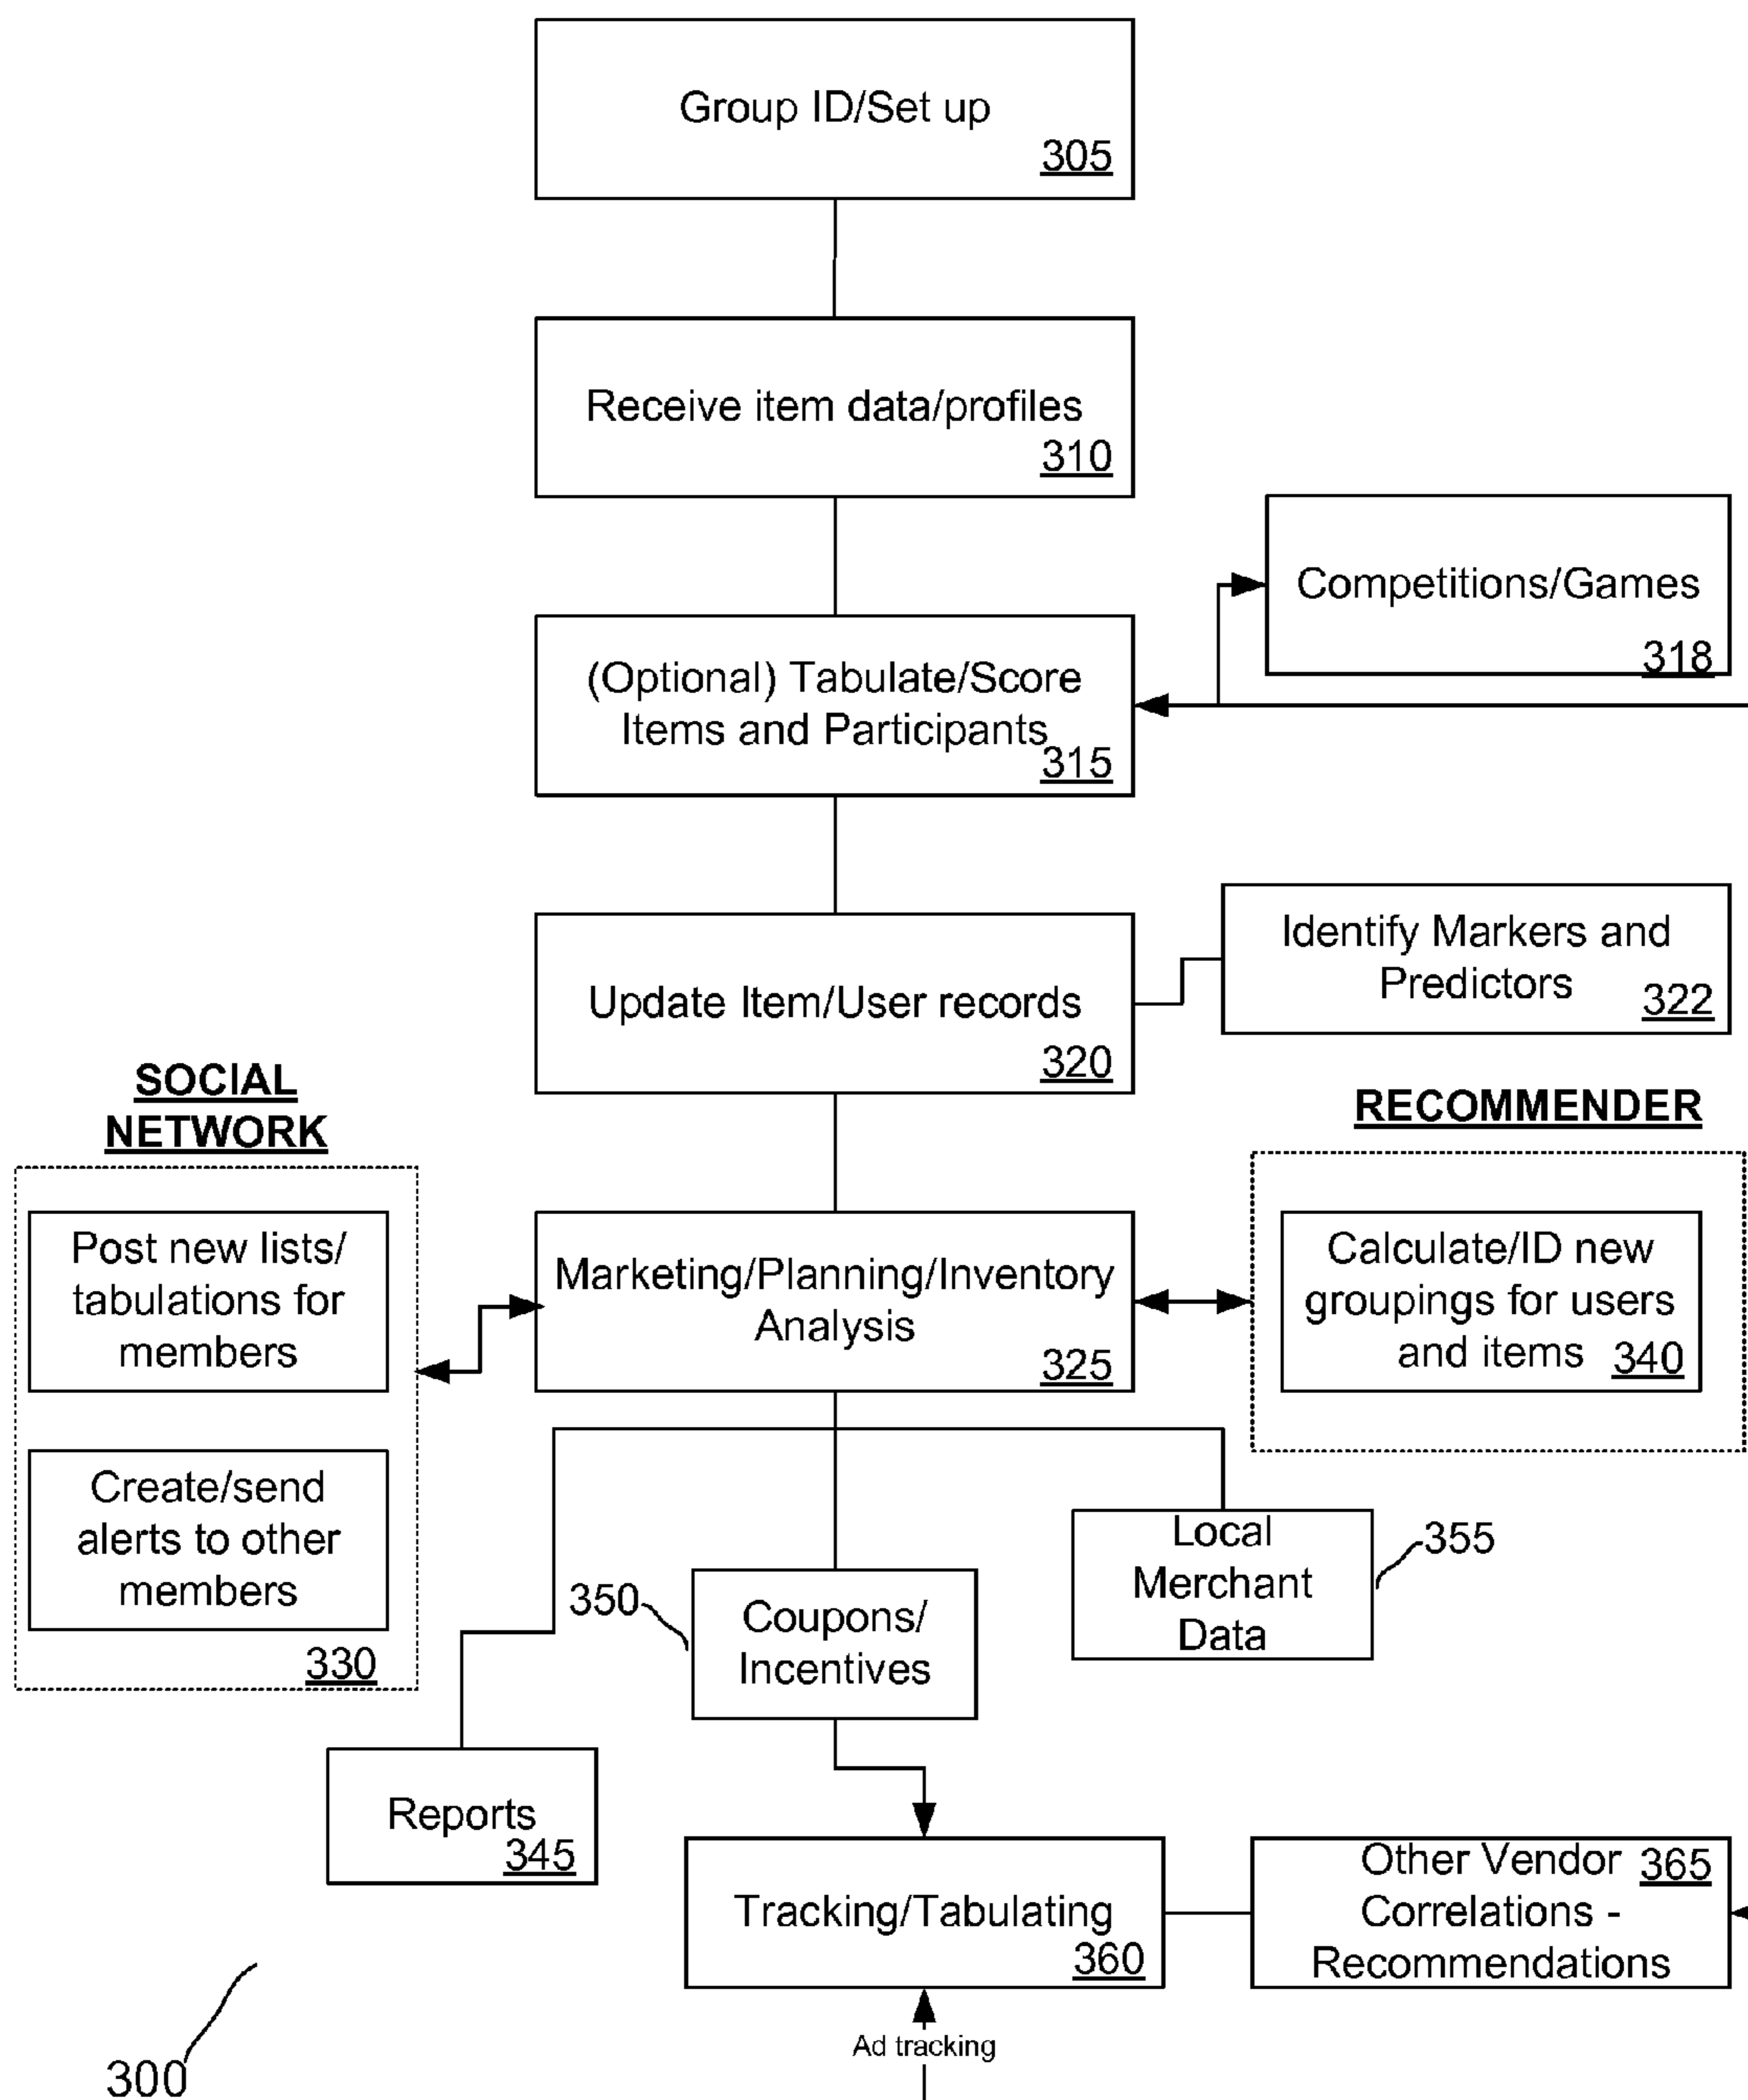 Group ID/Set up
305
Receive item data/profiles
310
Competitions/Games
318
(Optional) Tabulate/Score
Items and Participants
315
Identify Markers and
Predictors
322
Update Item/User records
320
SOCIAL
NETWORK
RECOMMENDER
Post new lists/
tabulations for
members
Create/send
alerts to other
members
330
Marketing/Planning/Inventory
Analysis
325
Calculate/ID new
groupings for users
and items 340
Local
Merchant
Data
355
350
Coupons/
Incentives
Reports
345
Tracking/Tabulating
360
Other Vendor 365
Correlations -
Recommendations
Ad tracking
300